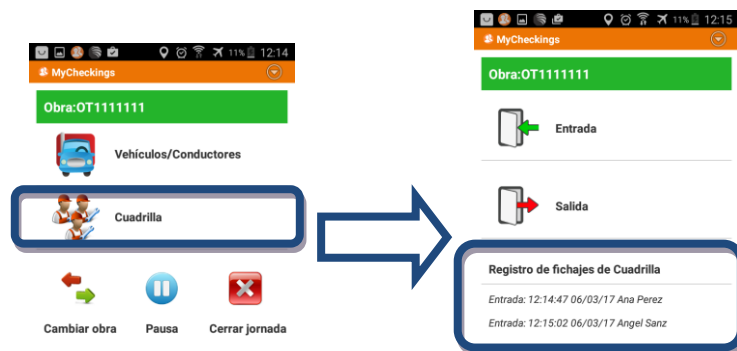 11% 12:14
MyCheckings
Obra:OT1111111
Vehículos/Conductores
Cuadrilla
Cambiar obra Pausa Cerrar jornada
11% 12:15
MyCheckings
Obra:OT1111111
Entrada
Salida
Registro de fichajes de Cuadrilla
Entrada: 12:14:47 06/03/17 Ana Perez
Entrada: 12:15:02 06/03/17 Angel Sanz